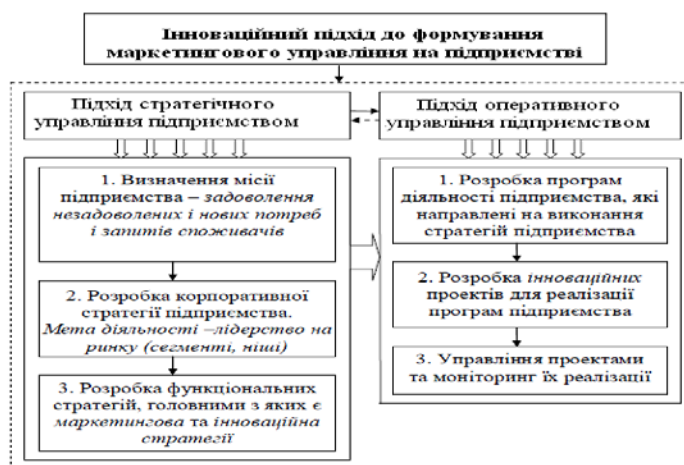 Інноваційний підхід до формування
маркетингового управління на підприємстві
Підхід стратегічного
управління підприємством
Підхід оперативного
управління підприємством
1. Визначення місії
підприємства – задоволення
незадоволених і нових потреб
і запитів споживачів
2. Розробка корпоративної
стратегії підприємства.
Мета діяльності –лідерство на
ринку (сегменті, ніші)
3. Розробка функціональних
стратегій, головними з яких є
маркетингова та інноваційна
стратегії
1. Розробка програм
діяльності підприємства, які
направлені на виконання
стратегій підприємства
2. Розробка інноваційних
проектів для реалізації
програм підприємства
3. Управління проектами
та моніторинг їх реалізації